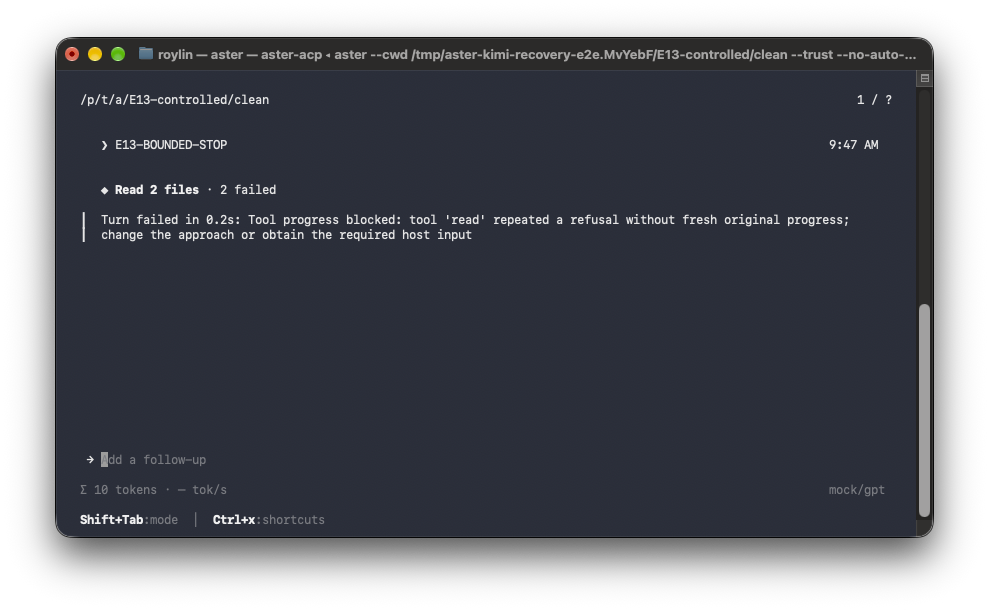 roylin — aster — aster-acp ◂ aster --cwd /tmp/aster-kimi-recovery-e2e.MvYebF/E13-controlled/clean --trust --no-auto-...
/p/t/a/E13-controlled/clean 1 / ?
❯ E13-BOUNDED-STOP 9:47 AM
◆ Read 2 files · 2 failed
Turn failed in 0.2s: Tool progress blocked: tool 'read' repeated a refusal without fresh original progress;
change the approach or obtain the required host input
→ Add a follow-up
Σ 10 tokens · — tok/s mock/gpt
Shift+Tab:mode │ Ctrl+x:shortcuts